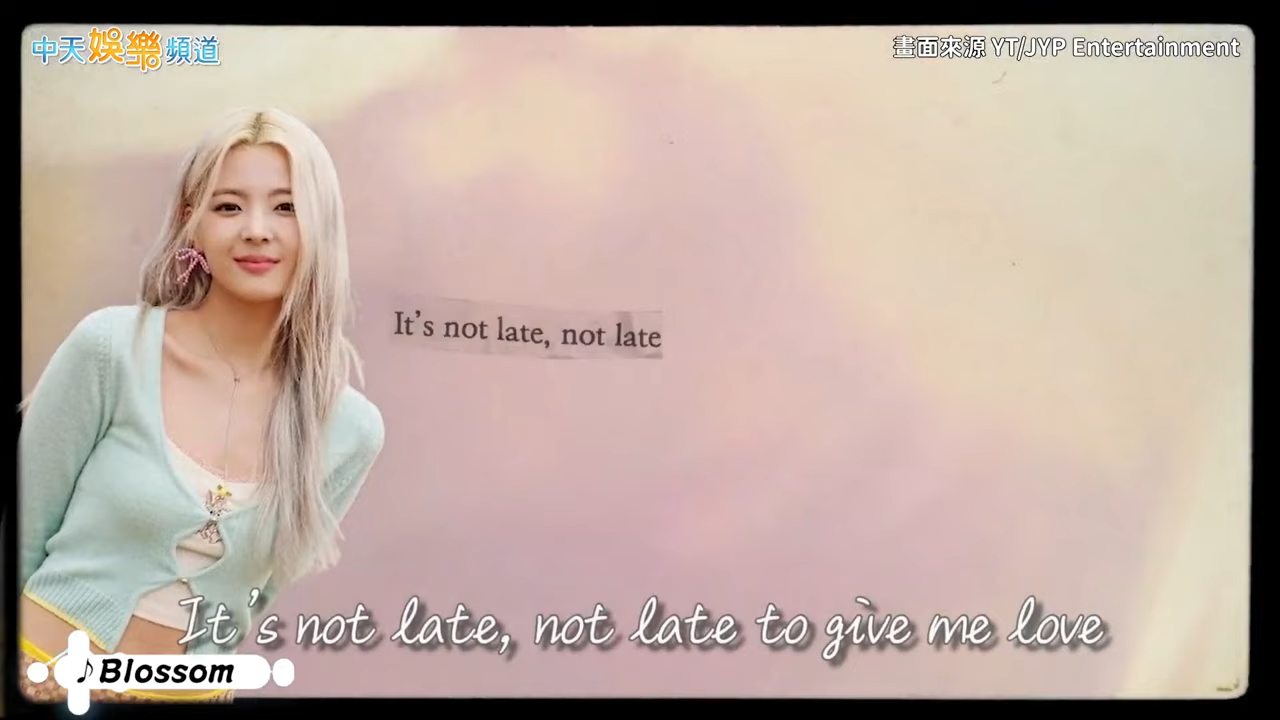 中天娛樂頻道
畫面來源 YT/JYP Entertainment
It's not late, not late
It's not late, not late to give me love
♪Blossom